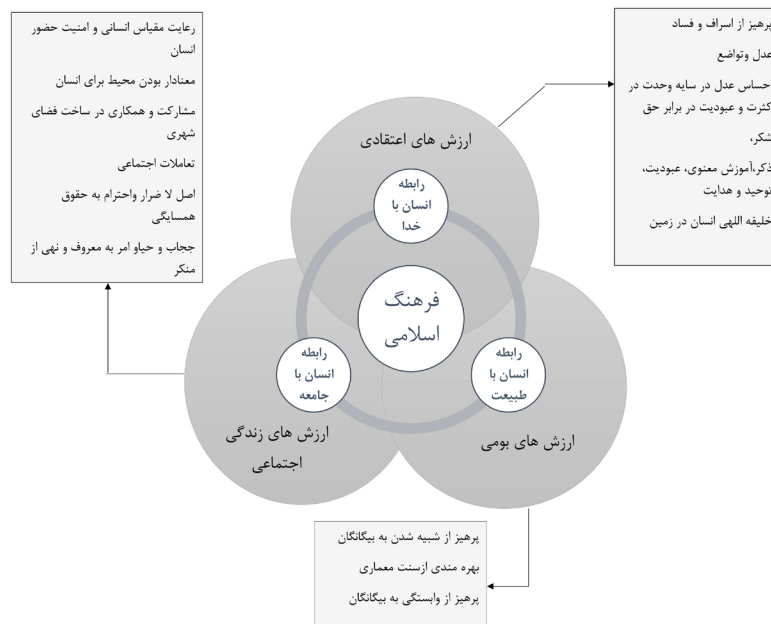 پرهیز از اسراف و فساد
عدل وتواضع
احساس عدل در سایه وحدت در
کثرت و عبودیت در برابر حق
شکر،
ذکر،آموزش معنوی، عبودیت،
توحید و هدایت
خلیفه اللهی انسان در زمین
رعایت مقیاس انسانی و امنیت حضور
انسان
معنادار بودن محیط برای انسان
مشارکت و همکاری در ساخت فضای
شهری
تعاملات اجتماعی
اصل لا ضرار واحترام به حقوق
همسایگی
حجاب و حیاو امر به معروف و نهی از
منکر
ارزش های اعتقادی
رابطه
انسان با
خدا
فرهنگ
اسلامی
رابطه
انسان با
طبیعت
رابطه
انسان با
جامعه
ارزش های بومی
ارزش های زندگی
اجتماعی
پرهیز از شبیه شدن به بیگانگان
بهره مندی ازسنت معماری
پرهیز از وابستگی به بیگانگان